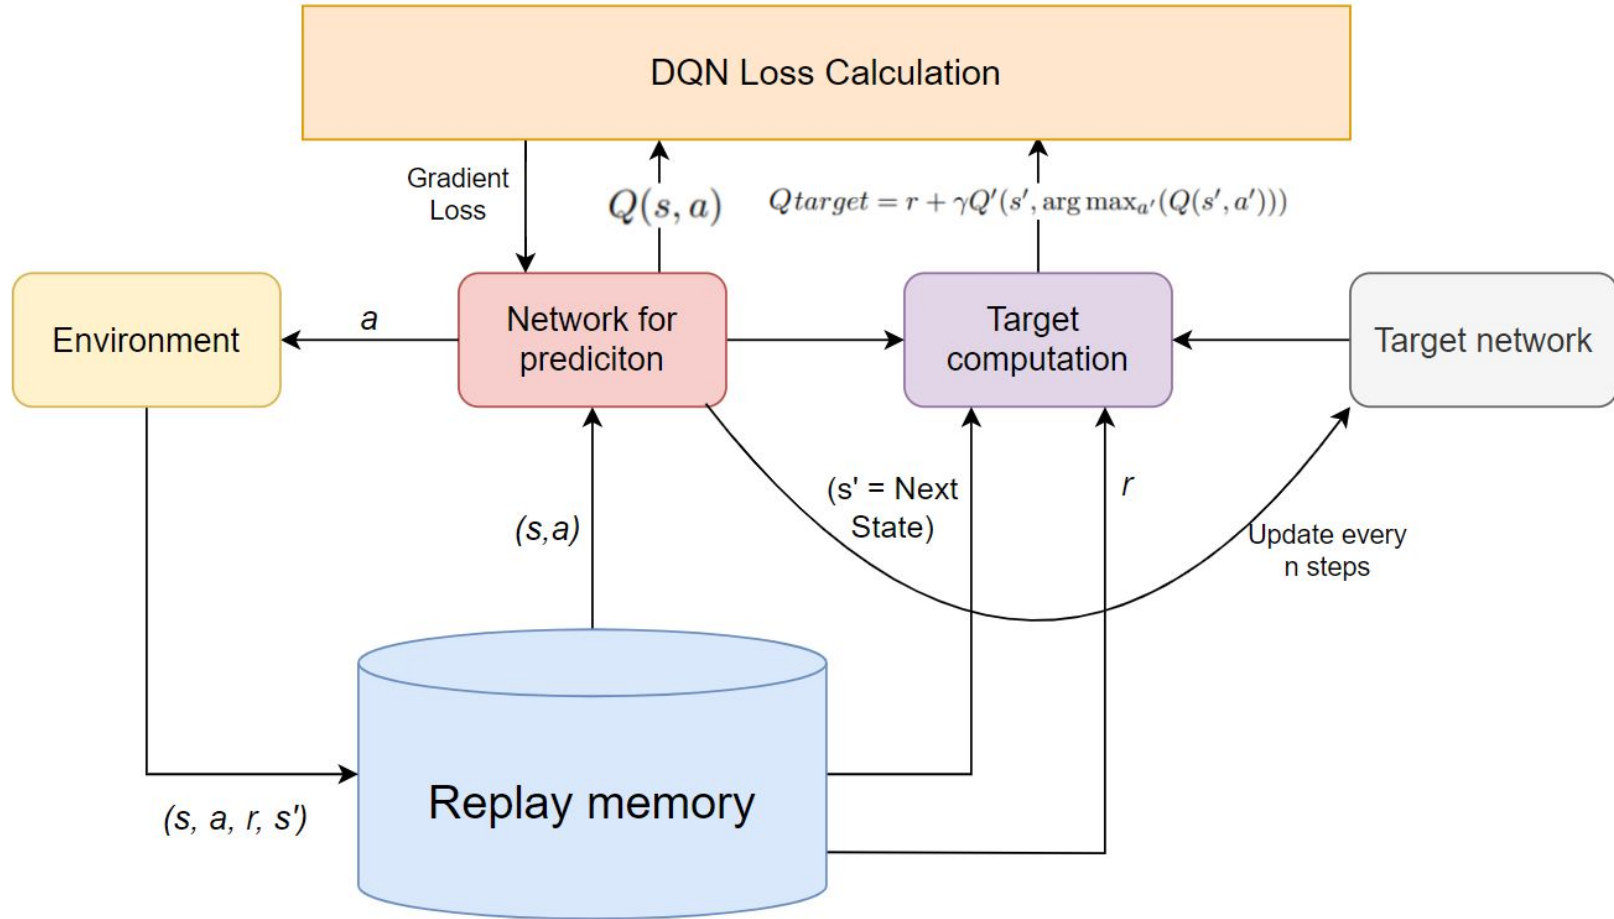 DQN Loss Calculation
Gradient
Loss
Q(s, a)
Qtarget = r + γQ′(s′, arg max_{a′}(Q(s′, a′)))
Environment
a
Network for
prediciton
Target
computation
Target network
(s,a)
(s' = Next
State)
r
Update every
n steps
(s, a, r, s')
Replay memory